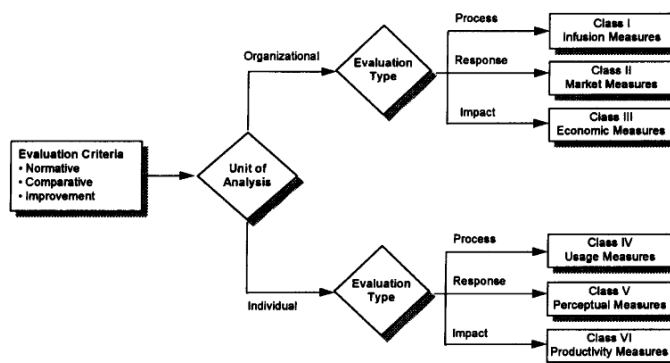 Evaluation Criteria
• Normative
• Comparative
• Improvement
Unit of
Analysis
Organizational
Evaluation
Type
Process
Class I
Infusion Measures
Response
Class II
Market Measures
Impact
Class III
Economic Measures
Individual
Evaluation
Type
Process
Class IV
Usage Measures
Response
Class V
Perceptual Measures
Impact
Class VI
Productivity Measures